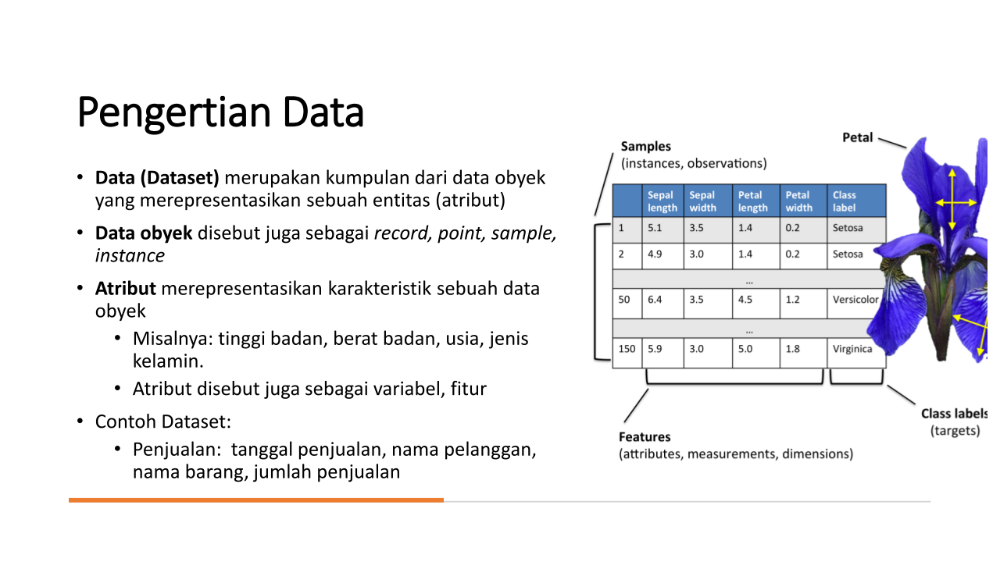 Pengertian Data
• Data (Dataset) merupakan kumpulan dari data obyek
yang merepresentasikan sebuah entitas (atribut)
• Data obyek disebut juga sebagai record, point, sample,
instance
• Atribut merepresentasikan karakteristik sebuah data
obyek
• Misalnya: tinggi badan, berat badan, usia, jenis
kelamin.
• Atribut disebut juga sebagai variabel, fitur
• Contoh Dataset:
• Penjualan:  tanggal penjualan, nama pelanggan,
nama barang, jumlah penjualan
Petal
Samples
(instances, observations)
Sepal length Sepal width Petal length Petal width Class label
1 5.1 3.5 1.4 0.2 Setosa
2 4.9 3.0 1.4 0.2 Setosa
...
50 6.4 3.5 4.5 1.2 Versicolor
...
150 5.9 3.0 5.0 1.8 Virginica
Features
(attributes, measurements, dimensions)
Class labels
(targets)